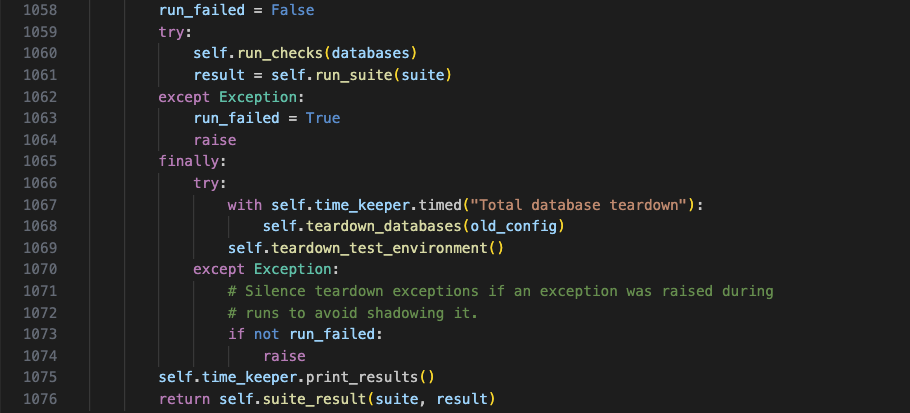 1058 run_failed = False
1059 try:
1060 self.run_checks(databases)
1061 result = self.run_suite(suite)
1062 except Exception:
1063 run_failed = True
1064 raise
1065 finally:
1066 try:
1067 with self.time_keeper.timed("Total database teardown"):
1068 self.teardown_databases(old_config)
1069 self.teardown_test_environment()
1070 except Exception:
1071 # Silence teardown exceptions if an exception was raised during
1072 # runs to avoid shadowing it.
1073 if not run_failed:
1074 raise
1075 self.time_keeper.print_results()
1076 return self.suite_result(suite, result)